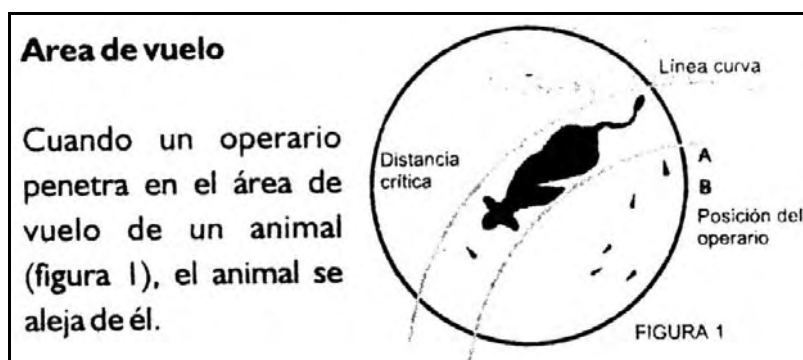 Area de vuelo
Cuando un operario
penetra en el área de
vuelo de un animal
(figura 1), el animal se
aleja de él.
Línea curva
Distancia
crítica
A
B
Posición del
operario
FIGURA 1